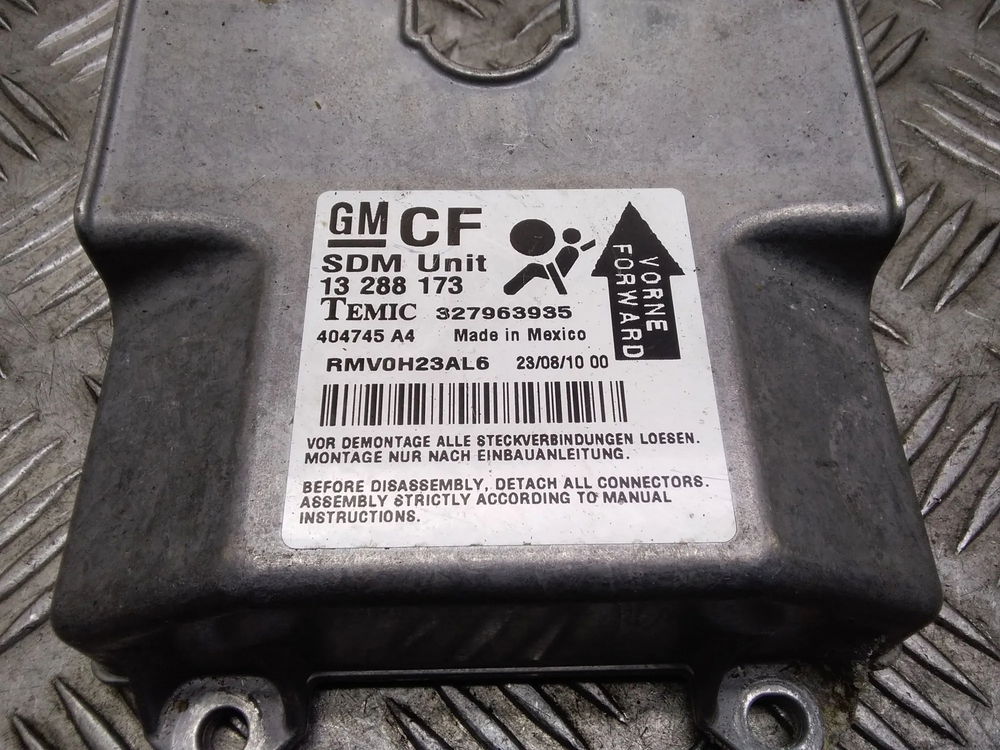 GM CF
SDM Unit
13 288 173
TEMIC 327963935
404745 A4 Made in Mexico
RMV0H23AL6 23/08/10 00
VORNE
FORWARD
VOR DEMONTAGE ALLE STECKVERBINDUNGEN LOESEN.
MONTAGE NUR NACH EINBAUANLEITUNG.
BEFORE DISASSEMBLY, DETACH ALL CONNECTORS.
ASSEMBLY STRICTLY ACCORDING TO MANUAL
INSTRUCTIONS.